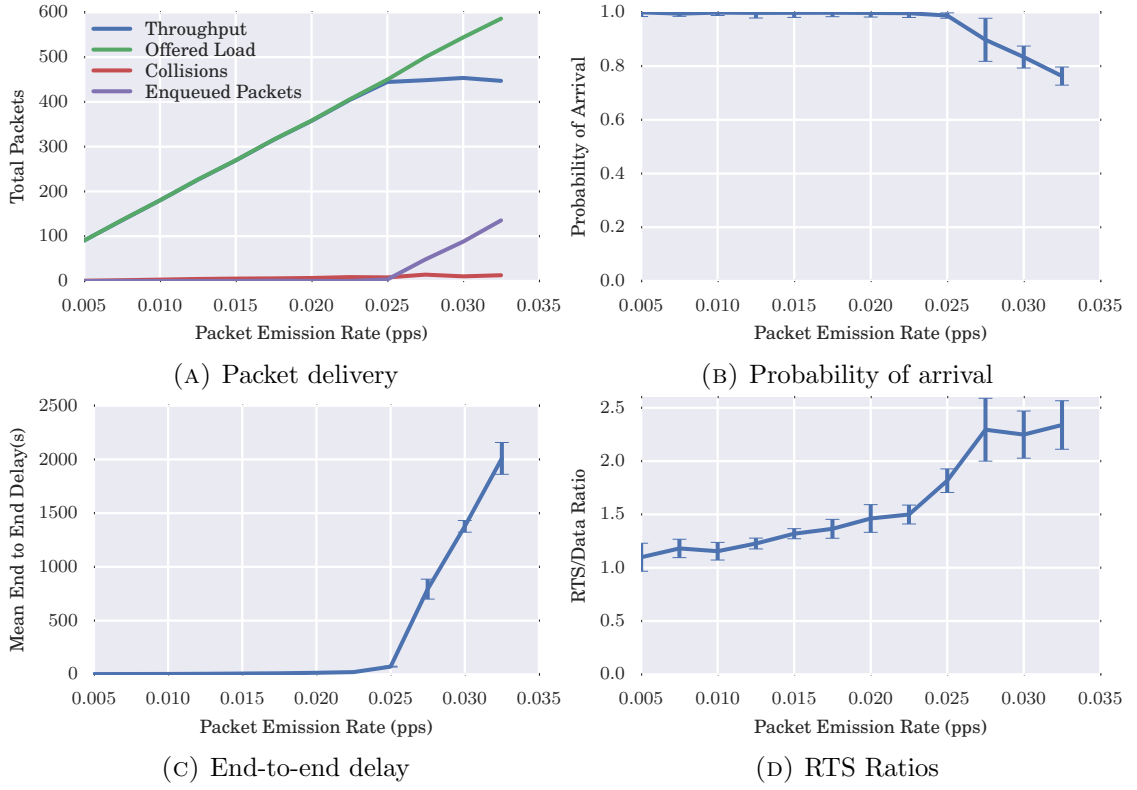 600
500
400
300
200
100
0
Total Packets
Throughput
Offered Load
Collisions
Enqueued Packets
0.005 0.010 0.015 0.020 0.025 0.030 0.035
Packet Emission Rate (pps)
(A) Packet delivery
1.0
0.8
0.6
0.4
0.2
0.0
Probability of Arrival
0.005 0.010 0.015 0.020 0.025 0.030 0.035
Packet Emission Rate (pps)
(B) Probability of arrival
2500
2000
1500
1000
500
0
Mean End to End Delay(s)
0.005 0.010 0.015 0.020 0.025 0.030 0.035
Packet Emission Rate (pps)
(C) End-to-end delay
2.5
2.0
1.5
1.0
0.5
0.0
RTS/Data Ratio
0.005 0.010 0.015 0.020 0.025 0.030 0.035
Packet Emission Rate (pps)
(D) RTS Ratios